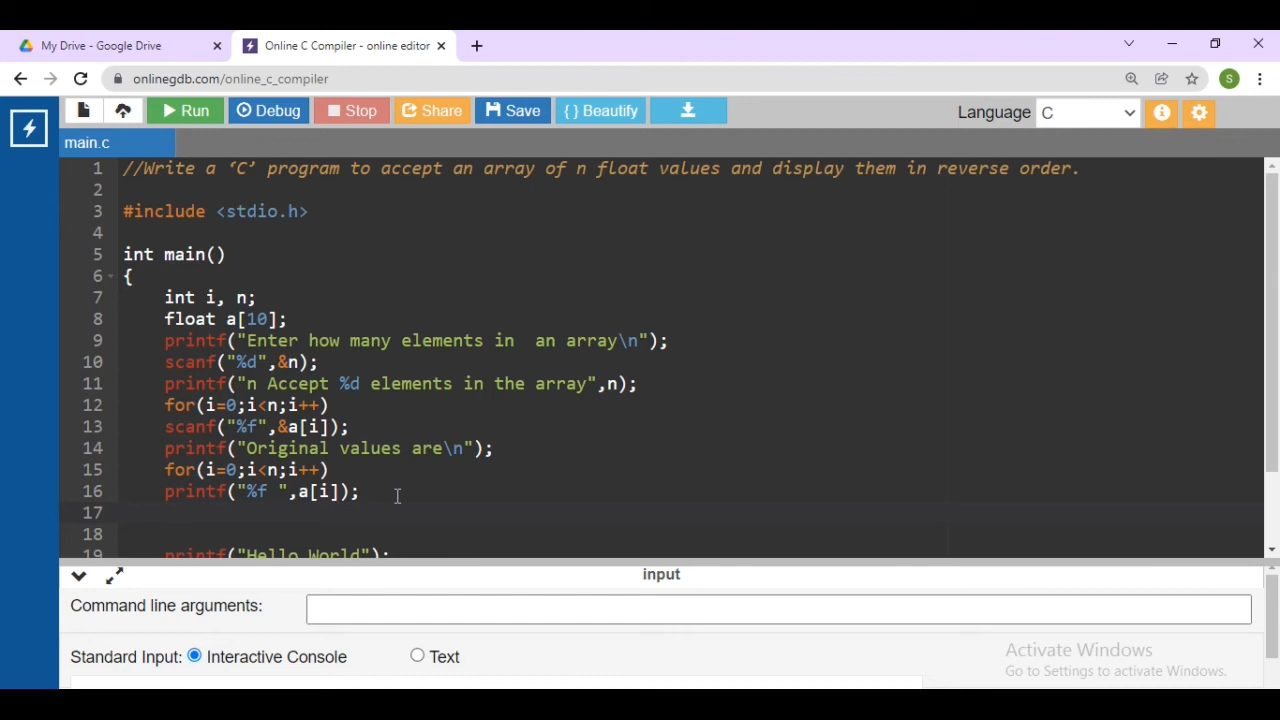 My Drive - Google Drive
Online C Compiler - online editor
onlinegdb.com/online_c_compiler
S
Run
Debug
Stop
Share
Save
{ } Beautify
Language
C
main.c
1 //Write a ‘C’ program to accept an array of n float values and display them in reverse order.
2
3 #include <stdio.h>
4
5 int main()
6 {
7 int i, n;
8 float a[10];
9 printf("Enter how many elements in  an array\n");
10 scanf("%d",&n);
11 printf("n Accept %d elements in the array",n);
12 for(i=0;i<n;i++)
13 scanf("%f",&a[i]);
14 printf("Original values are\n");
15 for(i=0;i<n;i++)
16 printf("%f ",a[i]);
17
18
19 printf("Hello World");
input
Command line arguments:
Standard Input: Interactive Console Text
Activate Windows
Go to Settings to activate Windows.